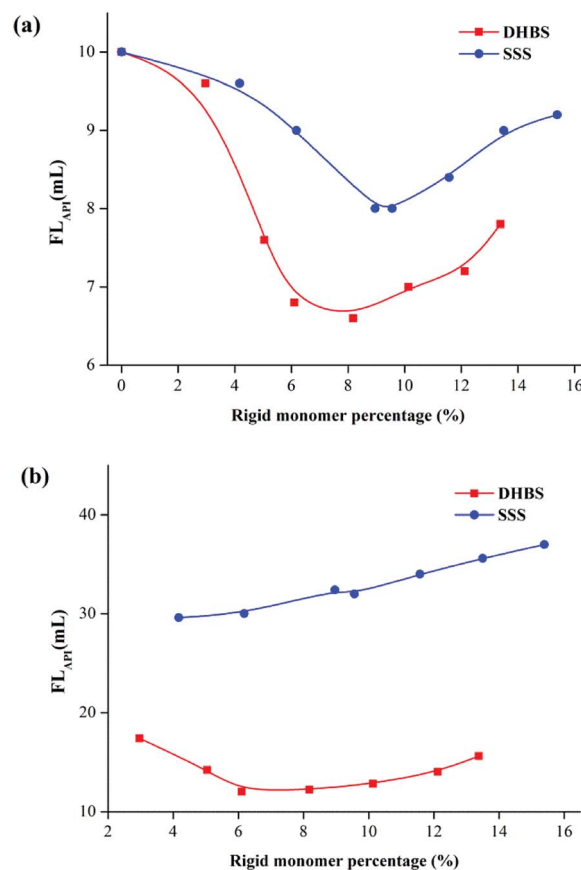 (a)
DHBS
SSS
10
9
8
7
6
FL_API(mL)
0 2 4 6 8 10 12 14 16
Rigid monomer percentage (%)
(b)
DHBS
SSS
40
30
20
10
FL_API(mL)
2 4 6 8 10 12 14 16
Rigid monomer percentage (%)